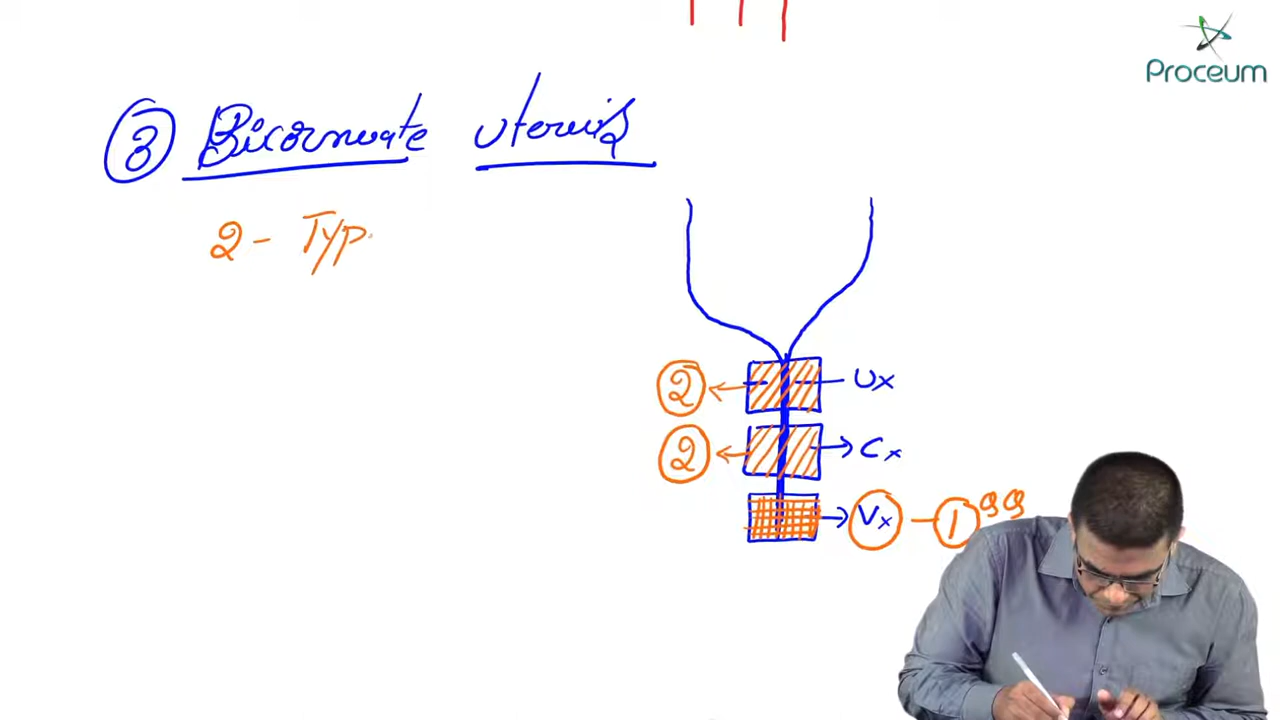 Proceum
3 Bicornuate uterus
2 - Typ
2 Ux
2 Cx
Vx - 1